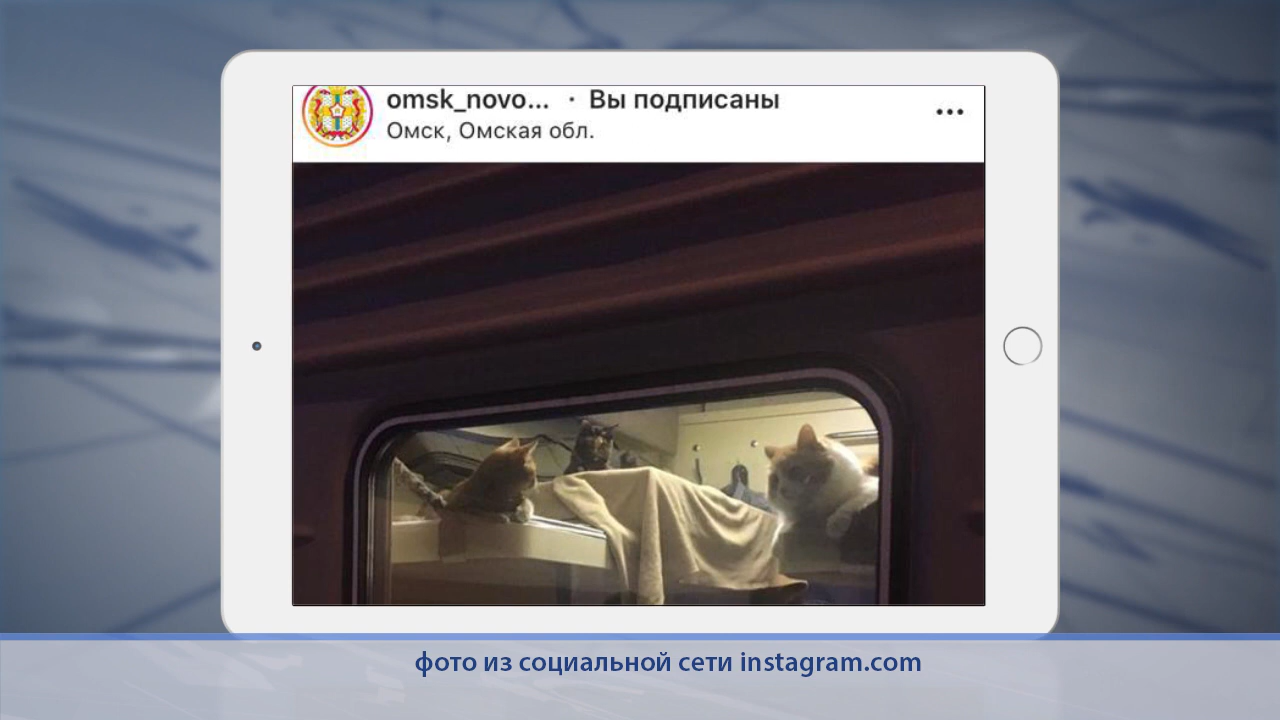 omsk_novo... · Вы подписаны
Омск, Омская обл.
фото из социальной сети instagram.com